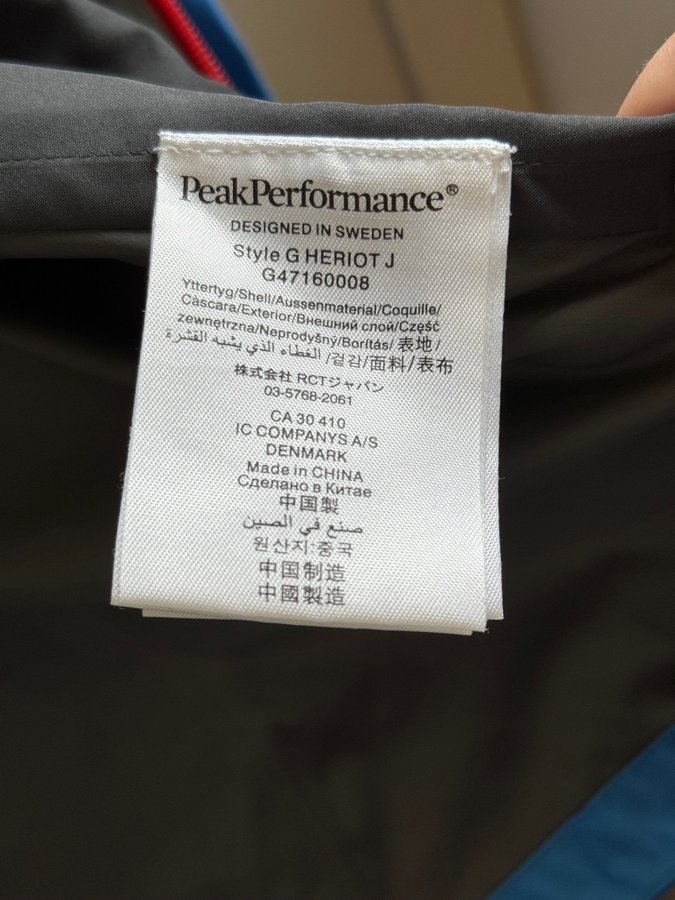 PeakPerformance®
DESIGNED IN SWEDEN
Style G HERIOT J
G47160008
Yttertyg/Shell/Aussenmaterial/Coquille/
Càscara/Exterior/Внешний слой/Część
zewnętrzna/Neprodyšný/Borítás/表地/
الغطاء الذي يشبه القشرة/겉감/面料/表布
株式会社 RCTジャパン
03-5768-2061
CA 30 410
IC COMPANYS A/S
DENMARK
Made in CHINA
Сделано в Китае
中国製
صنع في الصين
원산지:중국
中国制造
中國製造